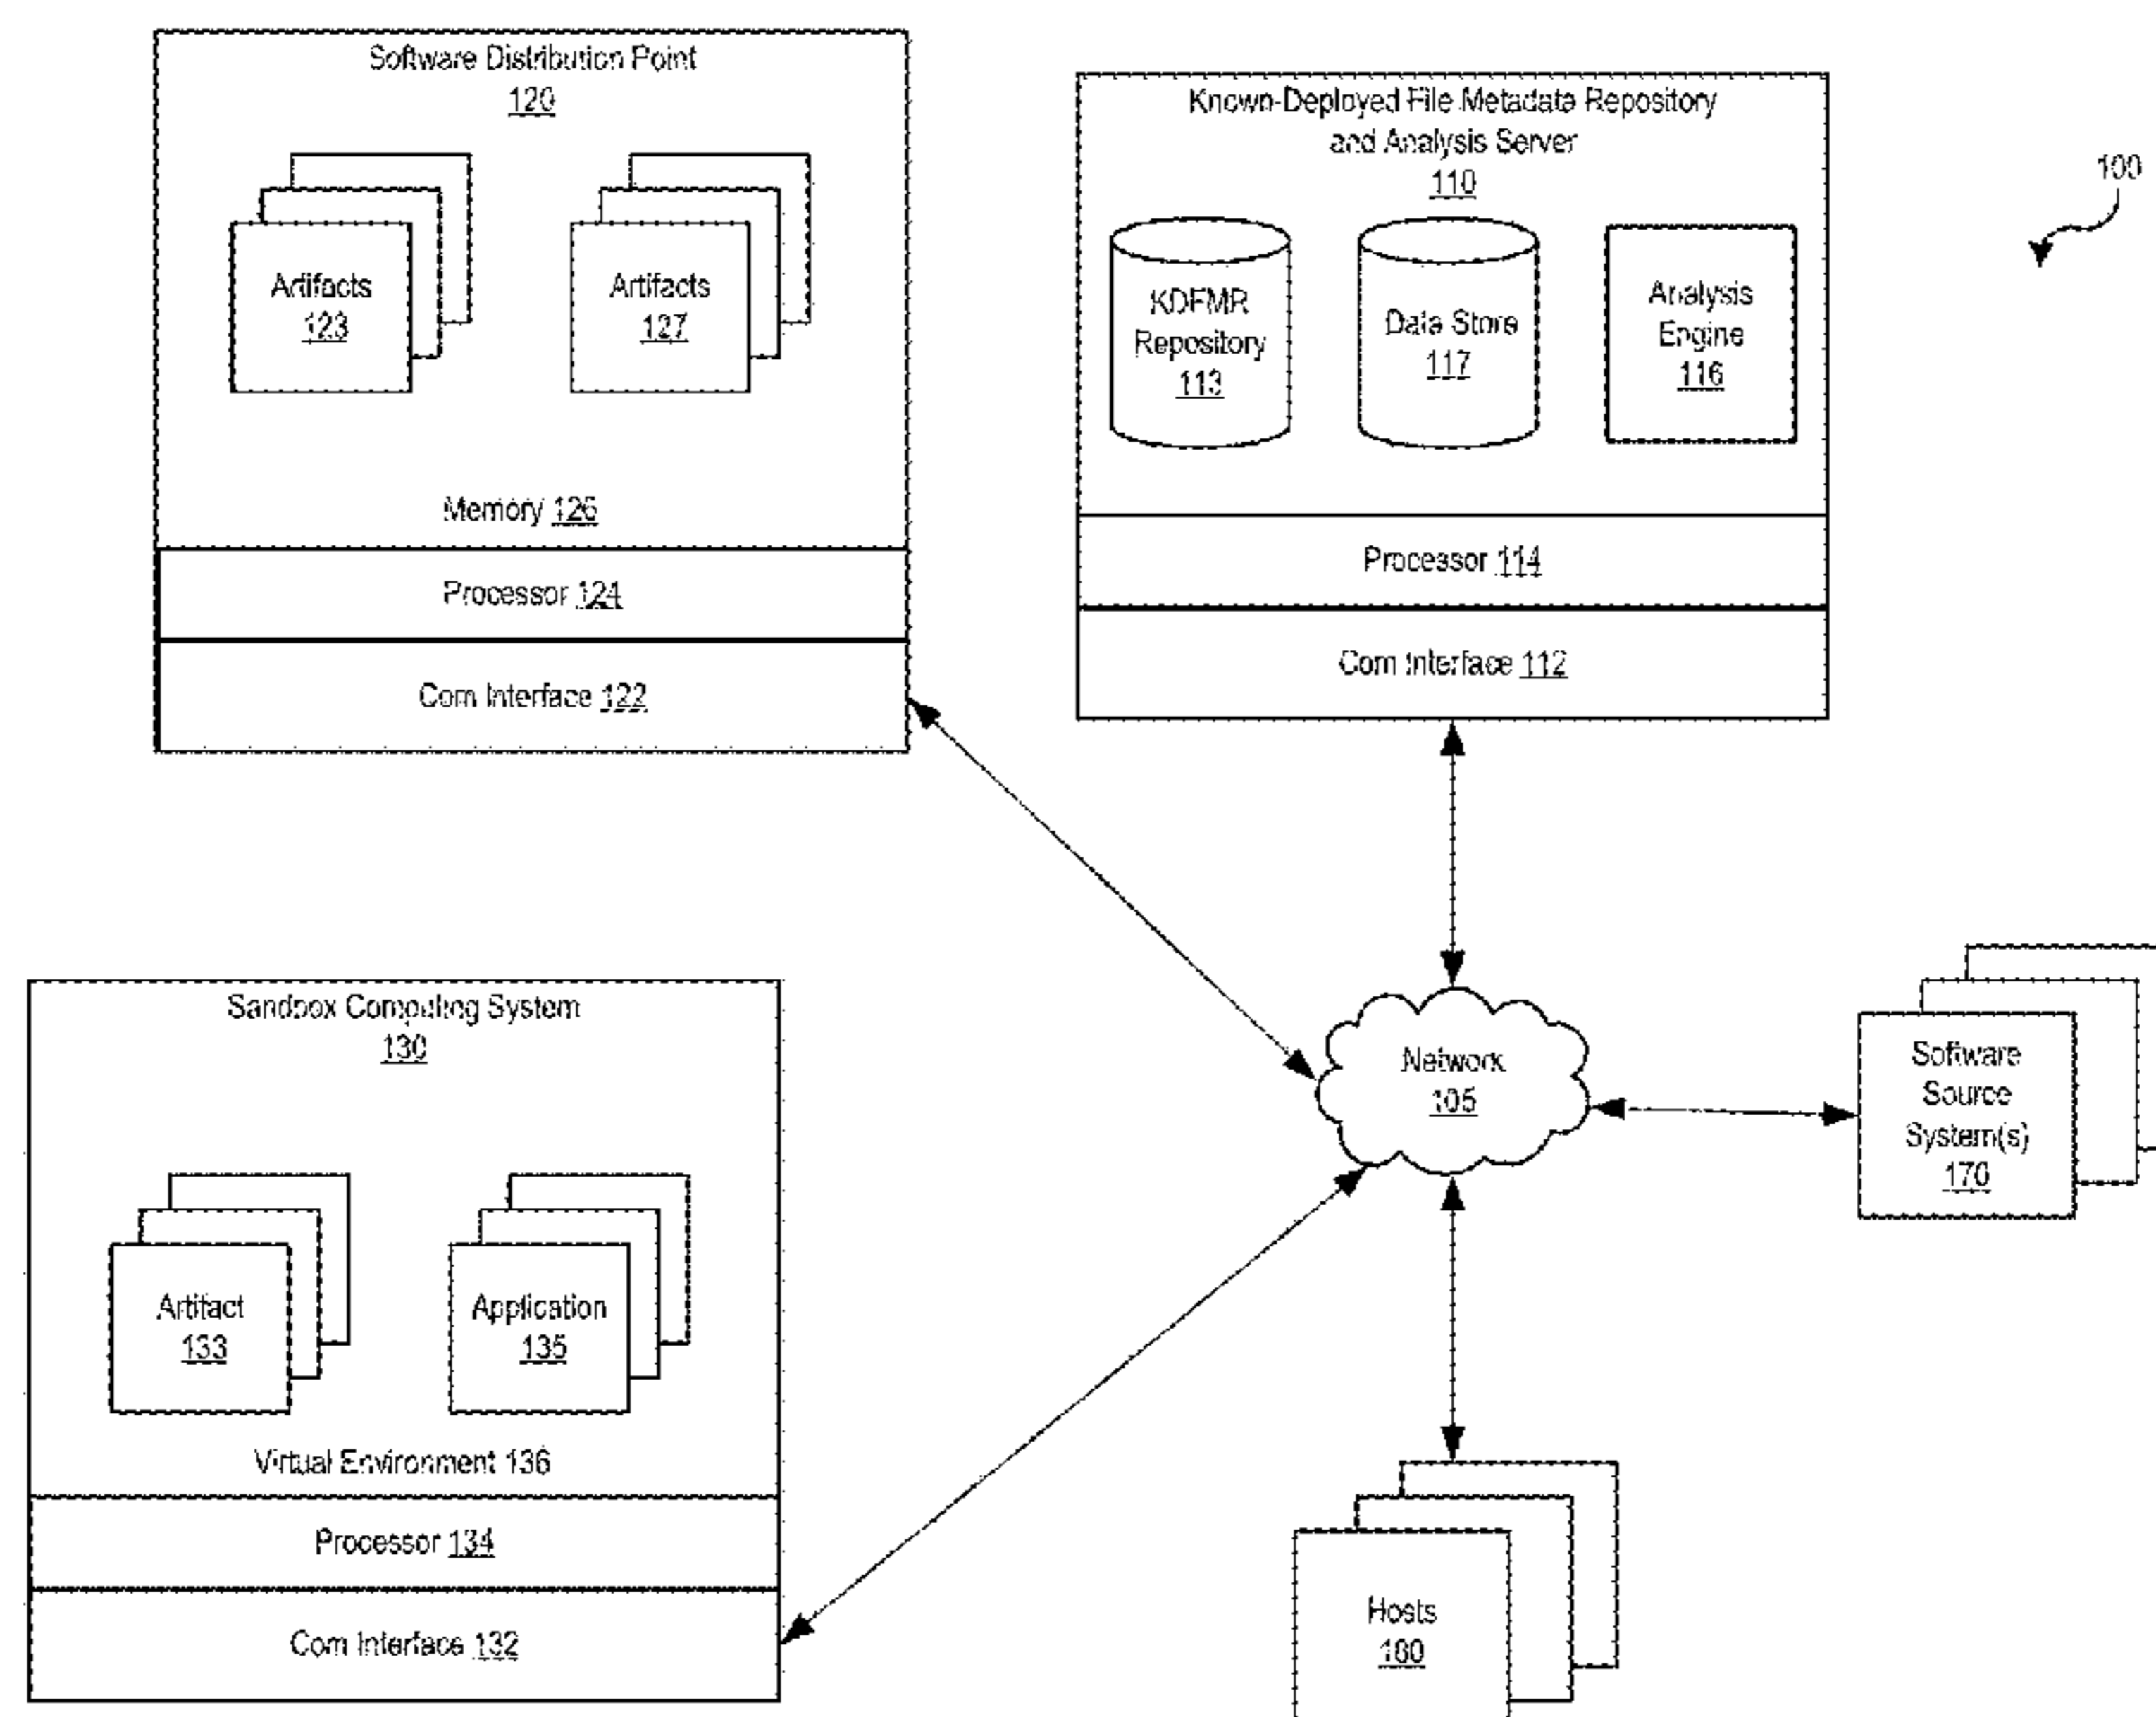 Software Distribution Point
120
Artifacts
123
Artifacts
127
Memory 126
Processor 124
Com Interface 122
Known-Deployed File Metadata Repository
and Analysis Server
110
KDFMR
Repository
113
Data Store
117
Analysis
Engine
116
Processor 114
Com Interface 112
100
Sandbox Computing System
130
Artifact
133
Application
135
Virtual Environment 136
Processor 134
Com Interface 132
Network
105
Software
Source
System(s)
170
Hosts
180